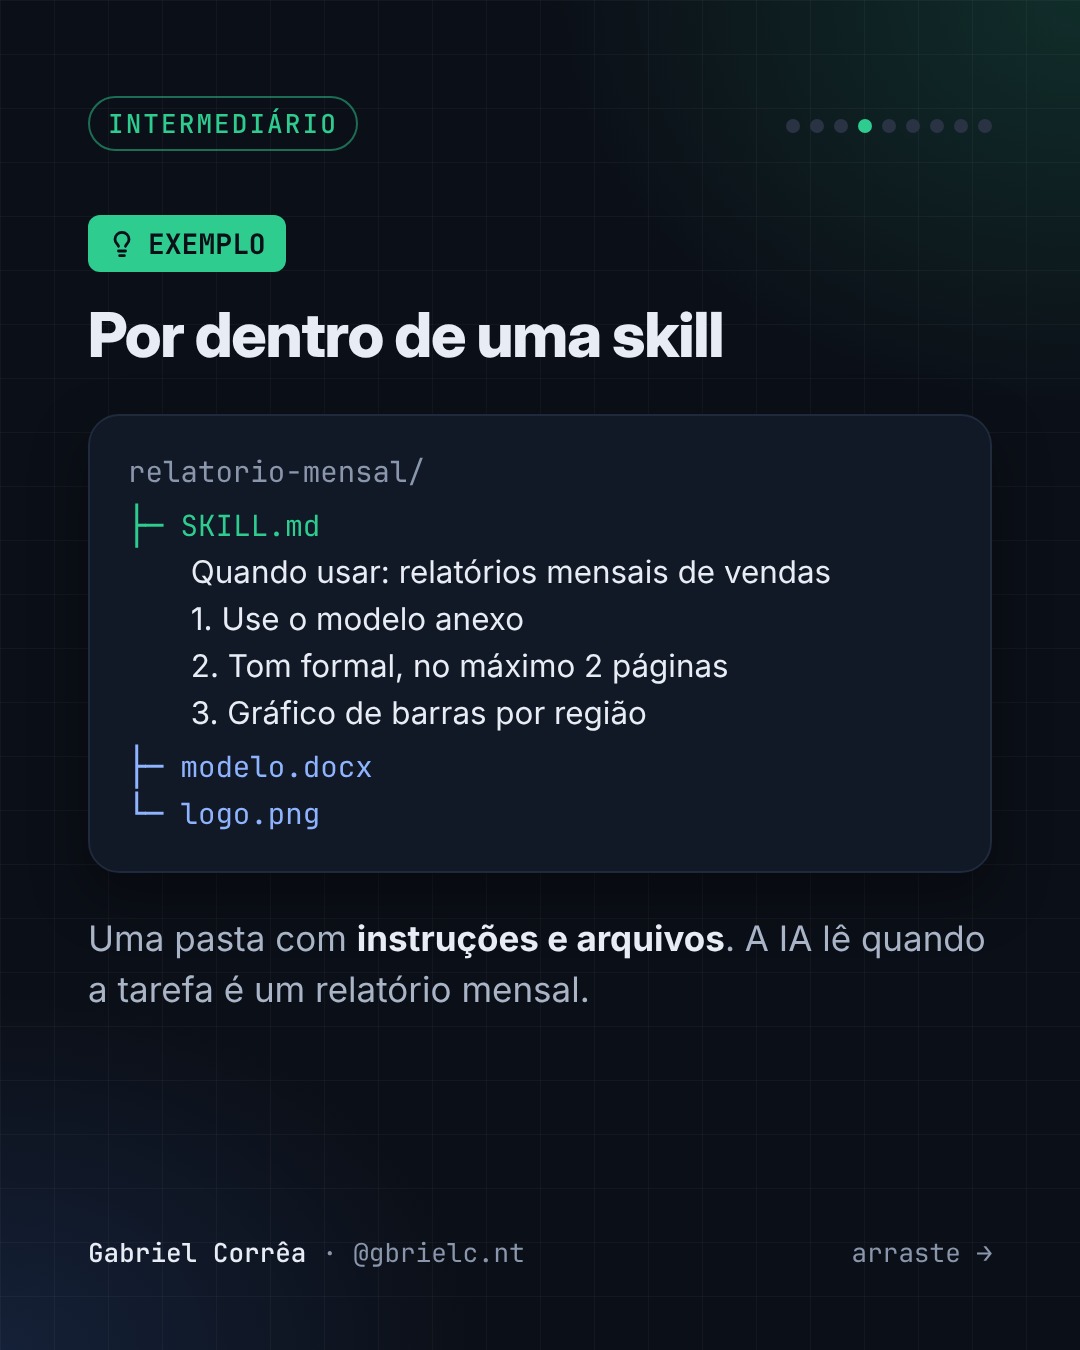 INTERMEDIÁRIO
EXEMPLO
Por dentro de uma skill
relatorio-mensal/
├─ SKILL.md
Quando usar: relatórios mensais de vendas
1. Use o modelo anexo
2. Tom formal, no máximo 2 páginas
3. Gráfico de barras por região
├─ modelo.docx
└─ logo.png
Uma pasta com instruções e arquivos. A IA lê quando
a tarefa é um relatório mensal.
Gabriel Corrêa · @gbrielc.nt
arraste →